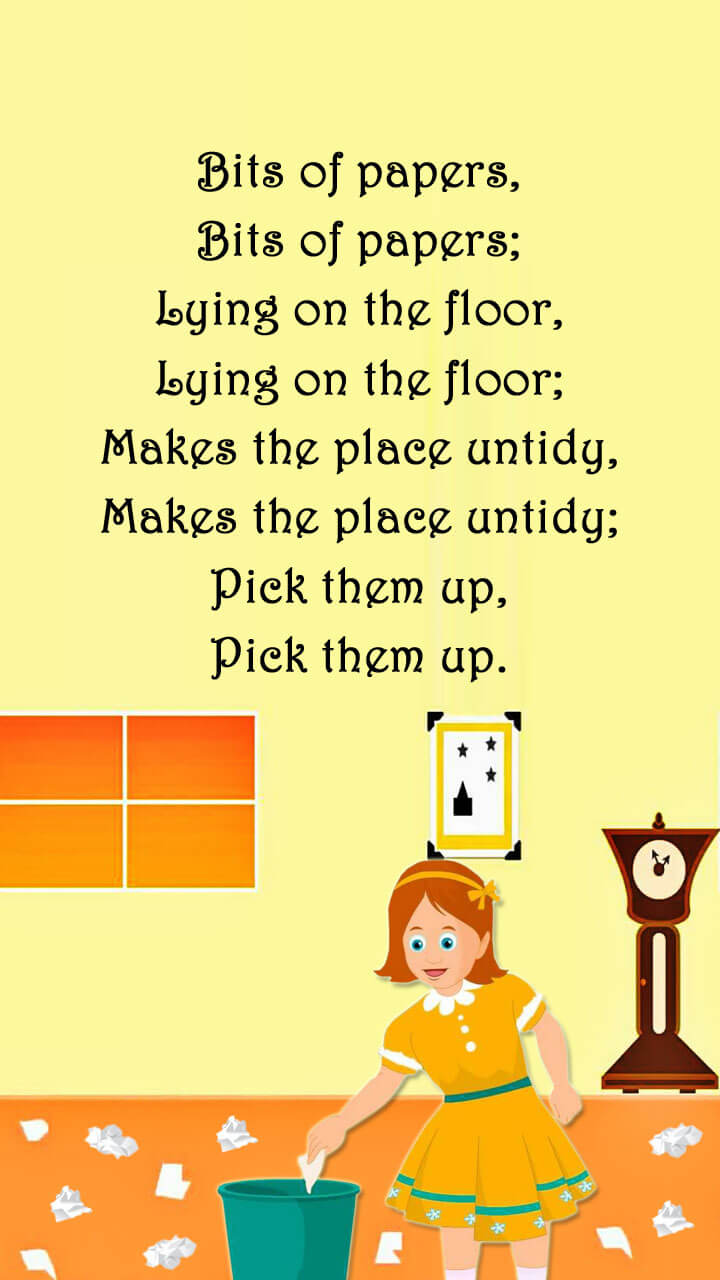 Bits of papers,
Bits of papers;
Lying on the floor,
Lying on the floor;
Makes the place untidy,
Makes the place untidy;
Pick them up,
Pick them up.